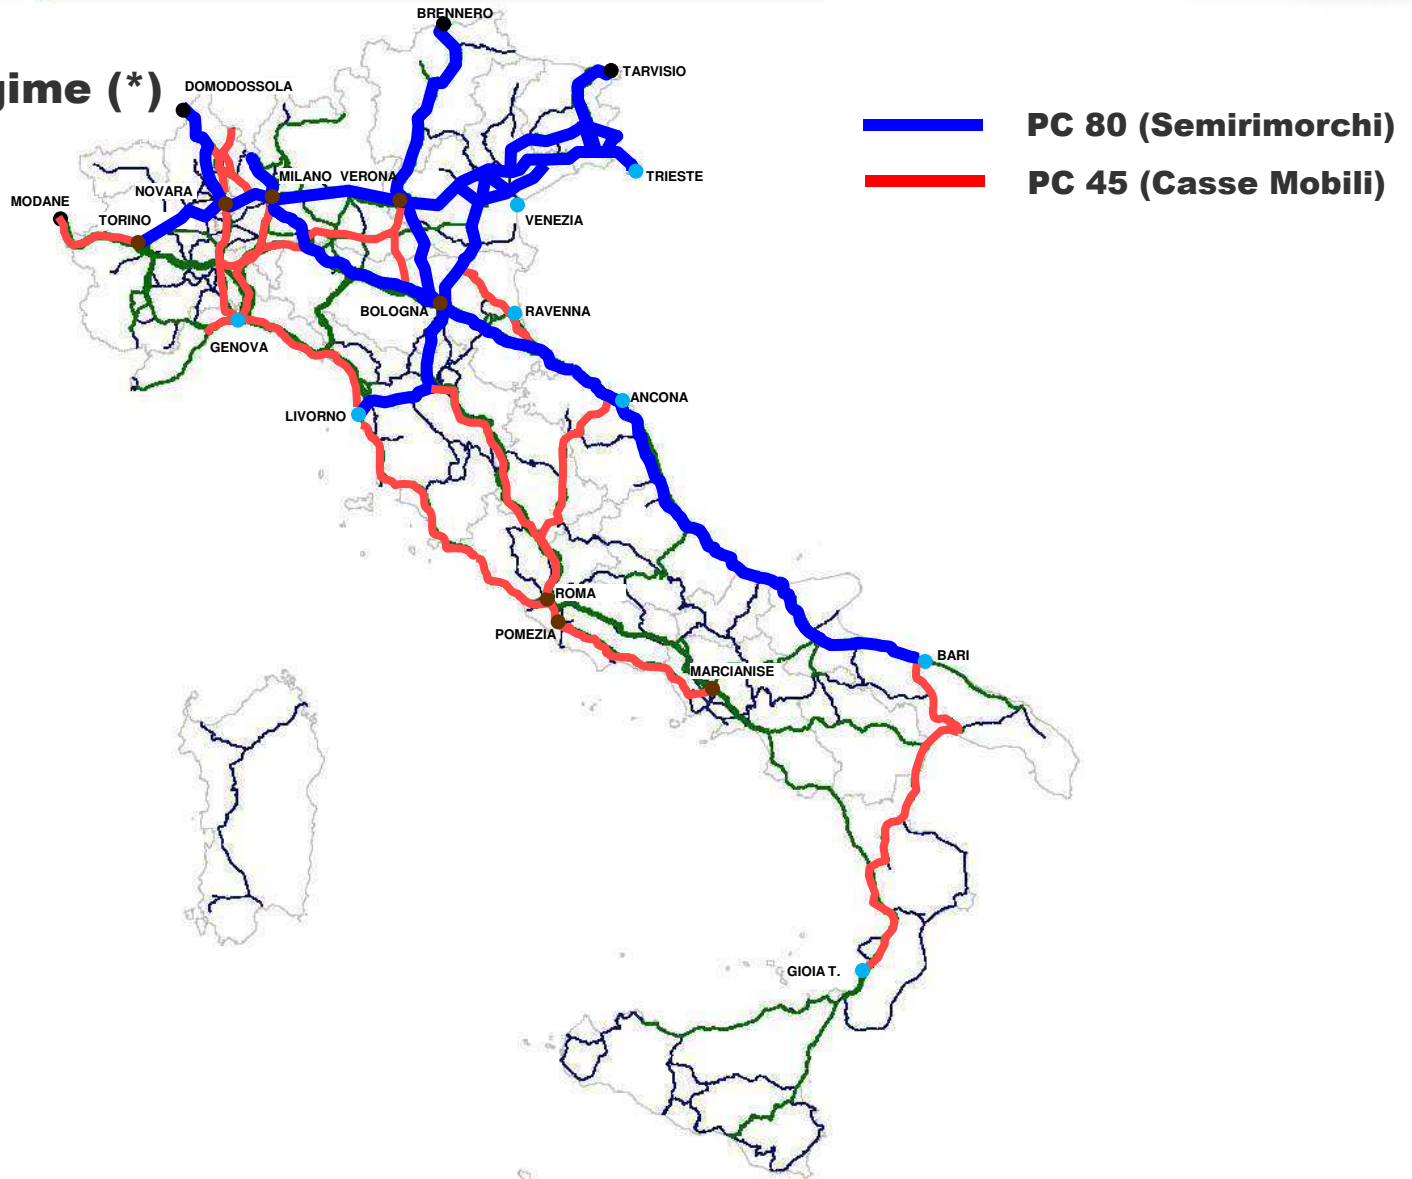 BRENNERO
TARVISIO
gime (*)
DOMODOSSOLA
PC 80 (Semirimorchi)
PC 45 (Casse Mobili)
MILANO
VERONA
TRIESTE
NOVARA
MODANE
TORINO
VENEZIA
BOLOGNA
RAVENNA
GENOVA
LIVORNO
ANCONA
ROMA
POMEZIA
BARI
MARCIANISE
GIOIA T.